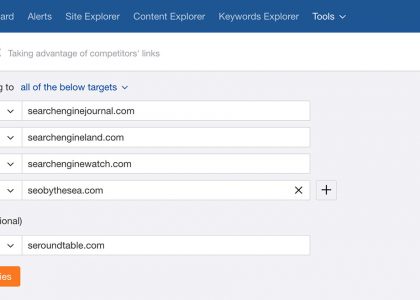 ard Alerts Site Explorer Content Explorer Keywords Explorer Tools
Taking advantage of competitors' links
g to all of the below targets
searchenginejournal.com
searchengineland.com
searchenginewatch.com
seobythesea.com
ional)
seroundtable.com
ies